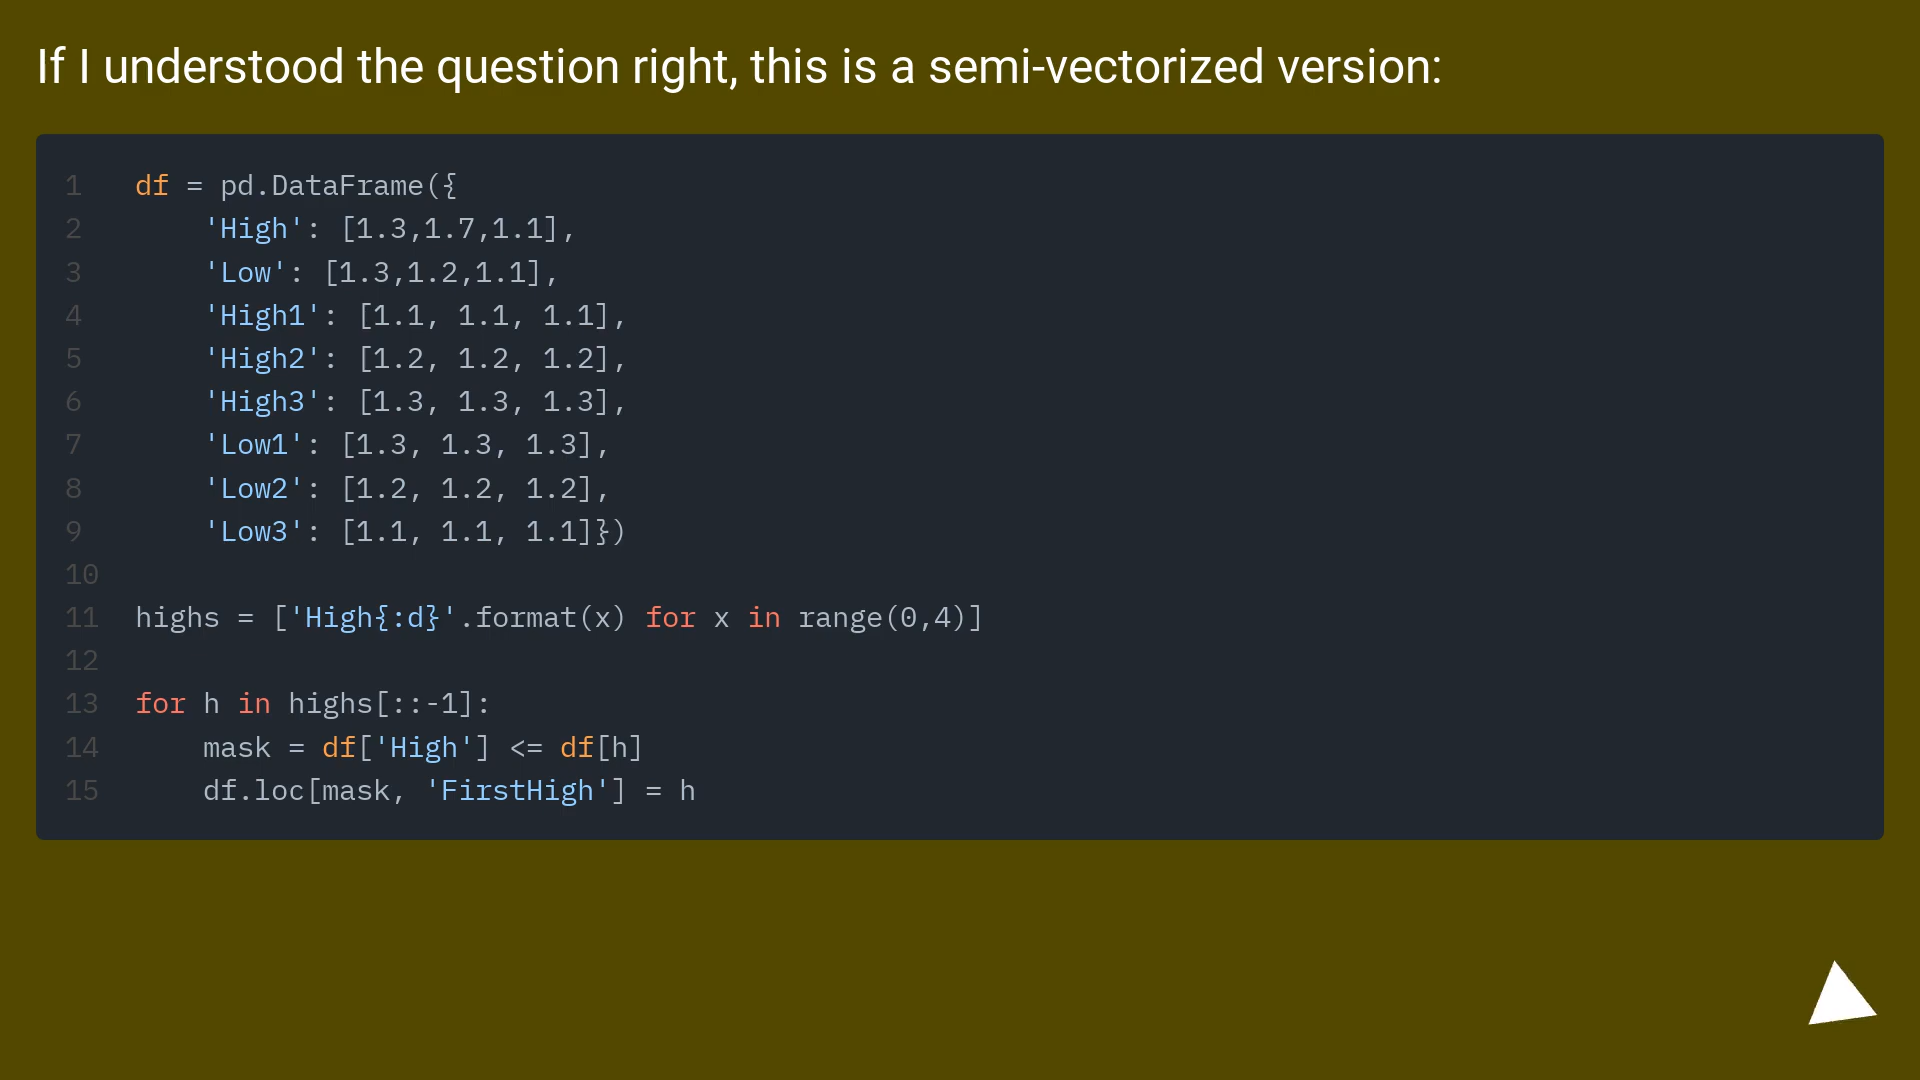 If I understood the question right, this is a semi-vectorized version:
1 df = pd.DataFrame({
2 'High': [1.3,1.7,1.1],
3 'Low': [1.3,1.2,1.1],
4 'High1': [1.1, 1.1, 1.1],
5 'High2': [1.2, 1.2, 1.2],
6 'High3': [1.3, 1.3, 1.3],
7 'Low1': [1.3, 1.3, 1.3],
8 'Low2': [1.2, 1.2, 1.2],
9 'Low3': [1.1, 1.1, 1.1]})
10
11 highs = ['High{:d}'.format(x) for x in range(0,4)]
12
13 for h in highs[::-1]:
14 mask = df['High'] <= df[h]
15 df.loc[mask, 'FirstHigh'] = h